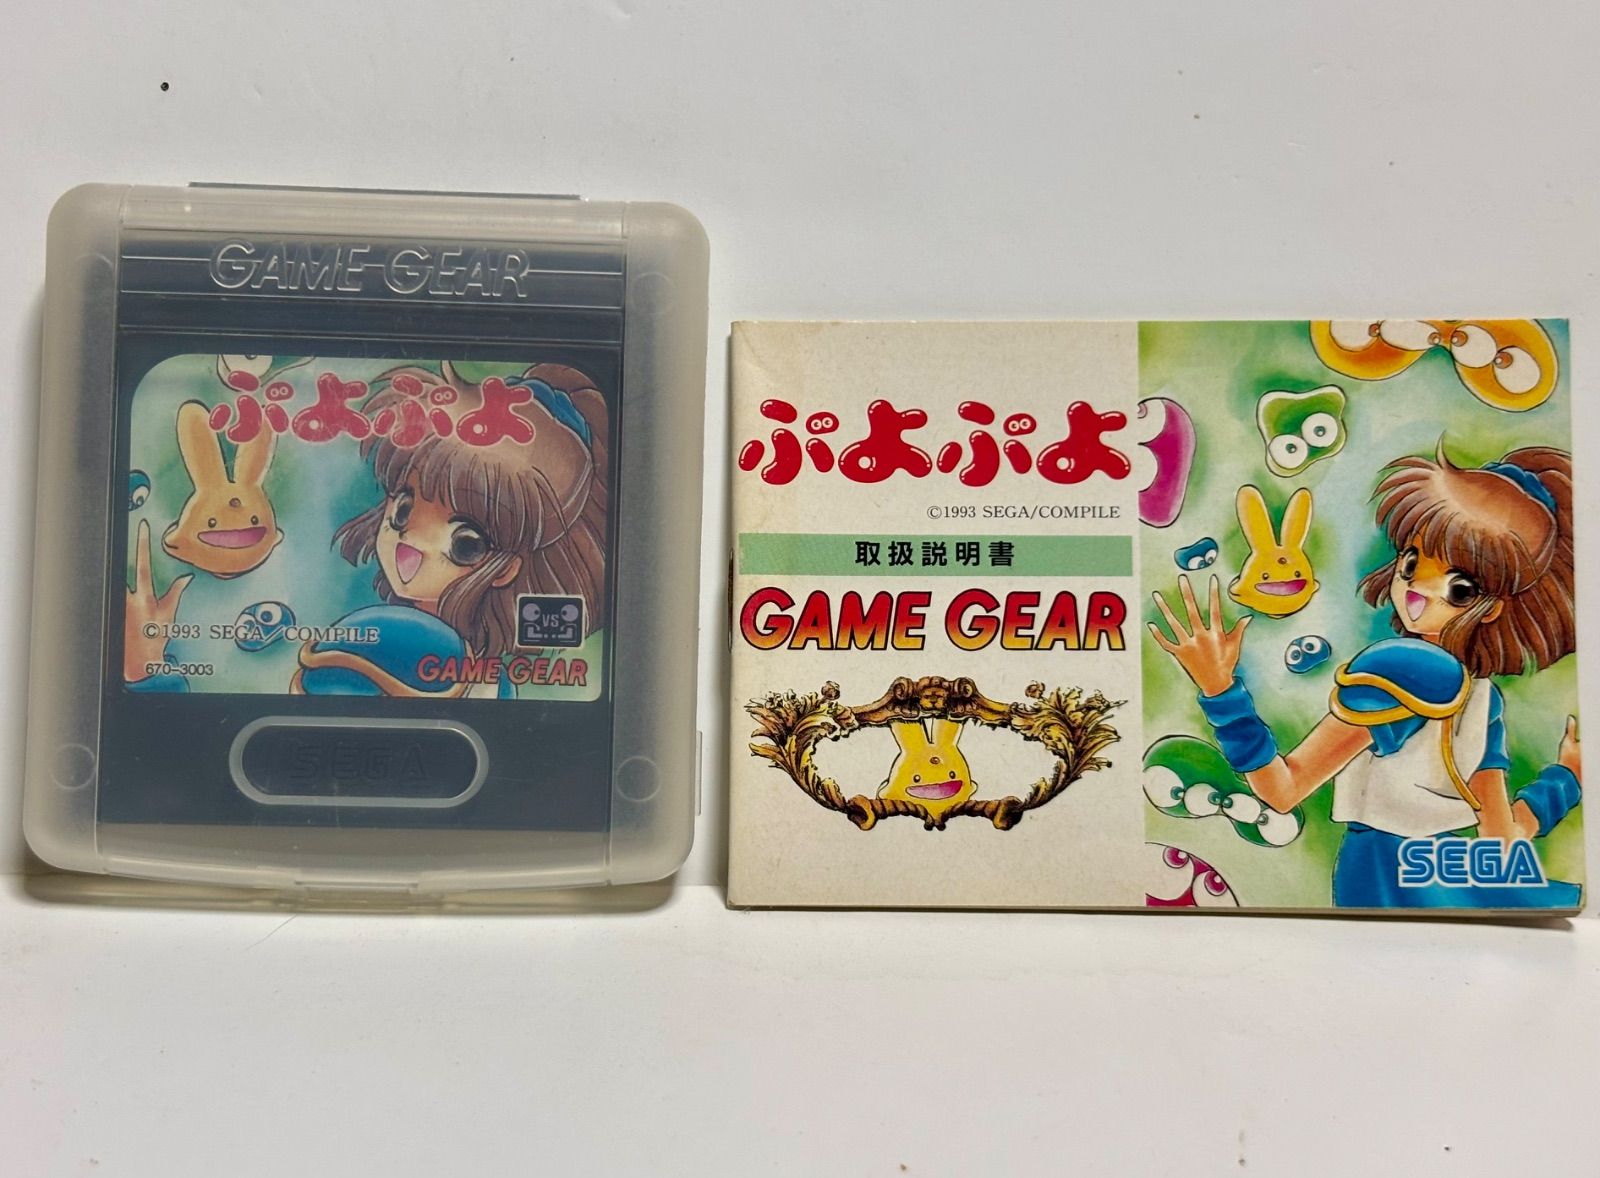 GAME GEAR
ぷよぷよ
©1993 SEGA/COMPILE
VS
670-3003
GAME GEAR
SEGA
ぷよぷよ
©1993 SEGA/COMPILE
取扱説明書
GAME GEAR
SEGA